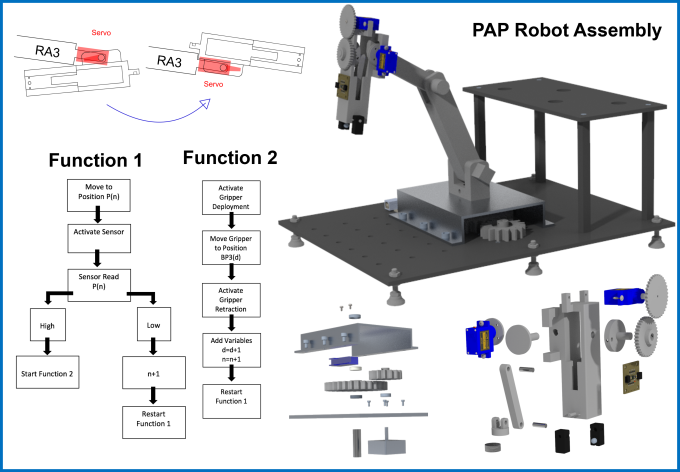 PAP Robot Assembly
Servo
RA3
RA3
Servo
Function 1
Move to
Position P(n)
Activate Sensor
Sensor Read
P(n)
High
Low
Start Function 2
n+1
Restart
Function 1
Function 2
Activate
Gripper
Deployment
Move Gripper
to Position
BP3(d)
Activate
Gripper
Retraction
Add Variables
d=d+1
n=n+1
Restart
Function 1